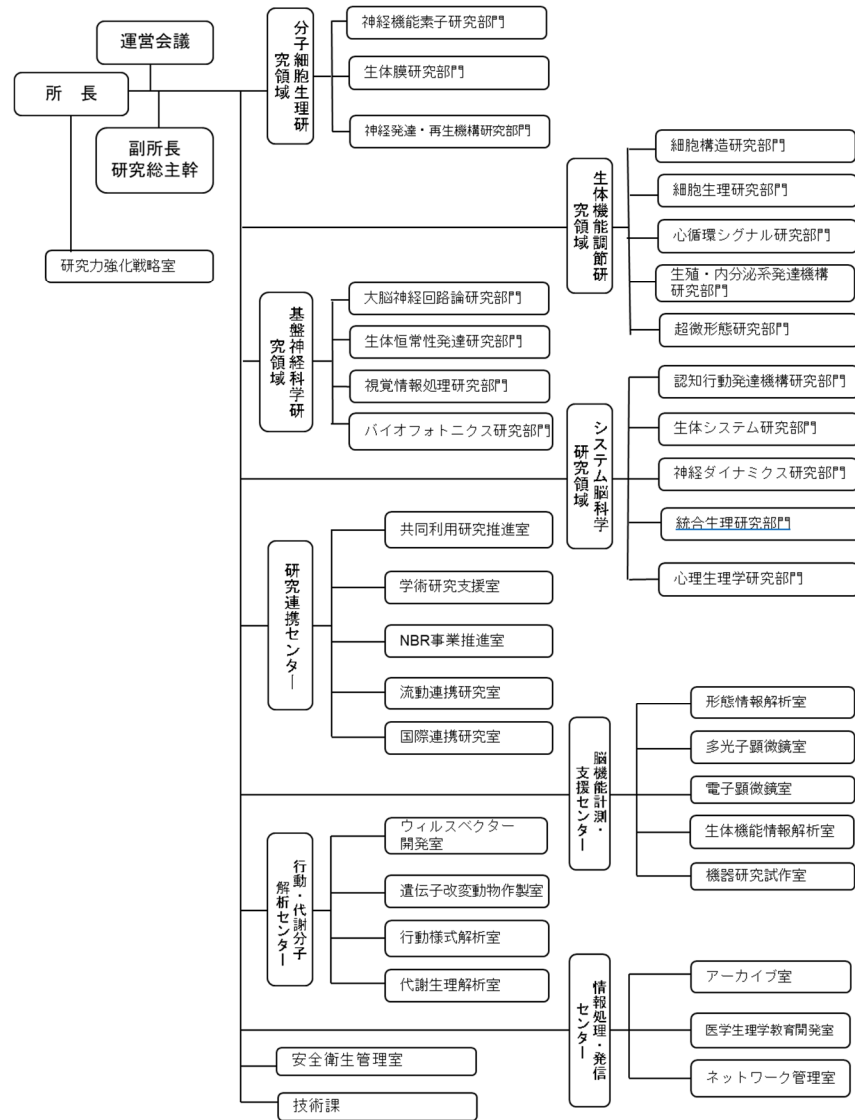 運営会議
所　長
副所長
研究総主幹
研究力強化戦略室
分子細胞生理研
究領域
神経機能素子研究部門
生体膜研究部門
神経発達・再生機構研究部門
生体機能調節研
究領域
細胞構造研究部門
細胞生理研究部門
心循環シグナル研究部門
生殖・内分泌系発達機構
研究部門
超微形態研究部門
基盤神経科学研
究領域
大脳神経回路論研究部門
生体恒常性発達研究部門
視覚情報処理研究部門
バイオフォトニクス研究部門
システム脳科学
研究領域
認知行動発達機構研究部門
生体システム研究部門
神経ダイナミクス研究部門
統合生理研究部門
心理生理学研究部門
研究連携センター
共同利用研究推進室
学術研究支援室
NBR事業推進室
流動連携研究室
国際連携研究室
脳機能計測・
支援センター
形態情報解析室
多光子顕微鏡室
電子顕微鏡室
生体機能情報解析室
機器研究試作室
行動・代謝分子
解析センター
ウィルスベクター
開発室
遺伝子改変動物作製室
行動様式解析室
代謝生理解析室
情報処理・発信
センター
アーカイブ室
医学生理学教育開発室
ネットワーク管理室
安全衛生管理室
技術課